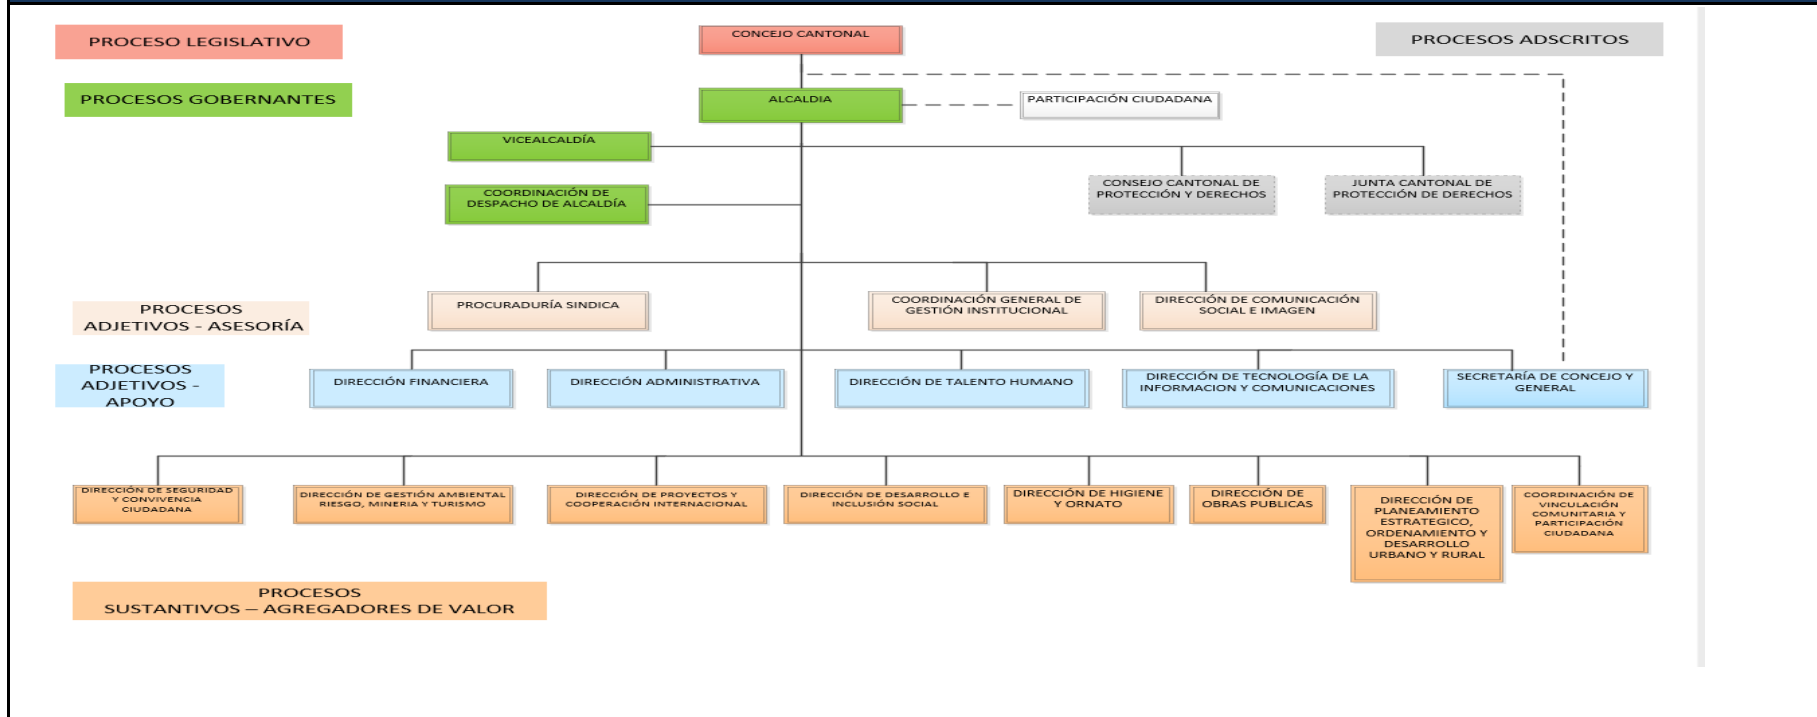 PROCESO LEGISLATIVO
CONCEJO CANTONAL
PROCESOS ADSCRITOS
PROCESOS GOBERNANTES
ALCALDIA
PARTICIPACIÓN CIUDADANA
VICEALCALDÍA
CONSEJO CANTONAL DE
PROTECCIÓN Y DERECHOS
JUNTA CANTONAL DE
PROTECCIÓN DE DERECHOS
COORDINACIÓN DE
DESPACHO DE ALCALDÍA
PROCESOS
ADJETIVOS - ASESORÍA
PROCURADURÍA SINDICA
COORDINACIÓN GENERAL DE
GESTIÓN INSTITUCIONAL
DIRECCIÓN DE COMUNICACIÓN
SOCIAL E IMAGEN
PROCESOS
ADJETIVOS -
APOYO
DIRECCIÓN FINANCIERA
DIRECCIÓN ADMINISTRATIVA
DIRECCIÓN DE TALENTO HUMANO
DIRECCIÓN DE TECNOLOGÍA DE LA
INFORMACION Y COMUNICACIONES
SECRETARÍA DE CONCEJO Y
GENERAL
DIRECCIÓN DE SEGURIDAD
Y CONVIVENCIA
CIUDADANA
DIRECCIÓN DE GESTIÓN AMBIENTAL
RIESGO, MINERIA Y TURISMO
DIRECCIÓN DE PROYECTOS Y
COOPERACIÓN INTERNACIONAL
DIRECCIÓN DE DESARROLLO E
INCLUSIÓN SOCIAL
DIRECCIÓN DE HIGIENE
Y ORNATO
DIRECCIÓN DE
OBRAS PUBLICAS
DIRECCIÓN DE
PLANEAMIENTO
ESTRATEGICO,
ORDENAMIENTO Y
DESARROLLO
URBANO Y RURAL
COORDINACIÓN DE
VINCULACIÓN
COMUNITARIA Y
PARTICIPACIÓN
CIUDADANA
PROCESOS
SUSTANTIVOS – AGREGADORES DE VALOR